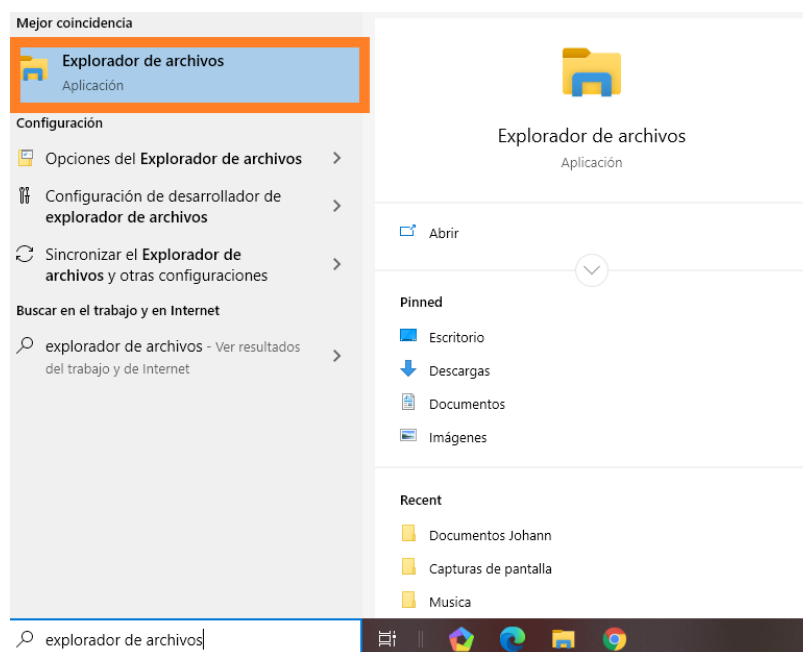 Mejor coincidencia
Explorador de archivos
Aplicación
Configuración
Opciones del Explorador de archivos
Configuración de desarrollador de
explorador de archivos
Sincronizar el Explorador de
archivos y otras configuraciones
Buscar en el trabajo y en Internet
explorador de archivos - Ver resultados
del trabajo y de Internet
explorador de archivos
Explorador de archivos
Aplicación
Abrir
Pinned
Escritorio
Descargas
Documentos
Imágenes
Recent
Documentos Johann
Capturas de pantalla
Musica